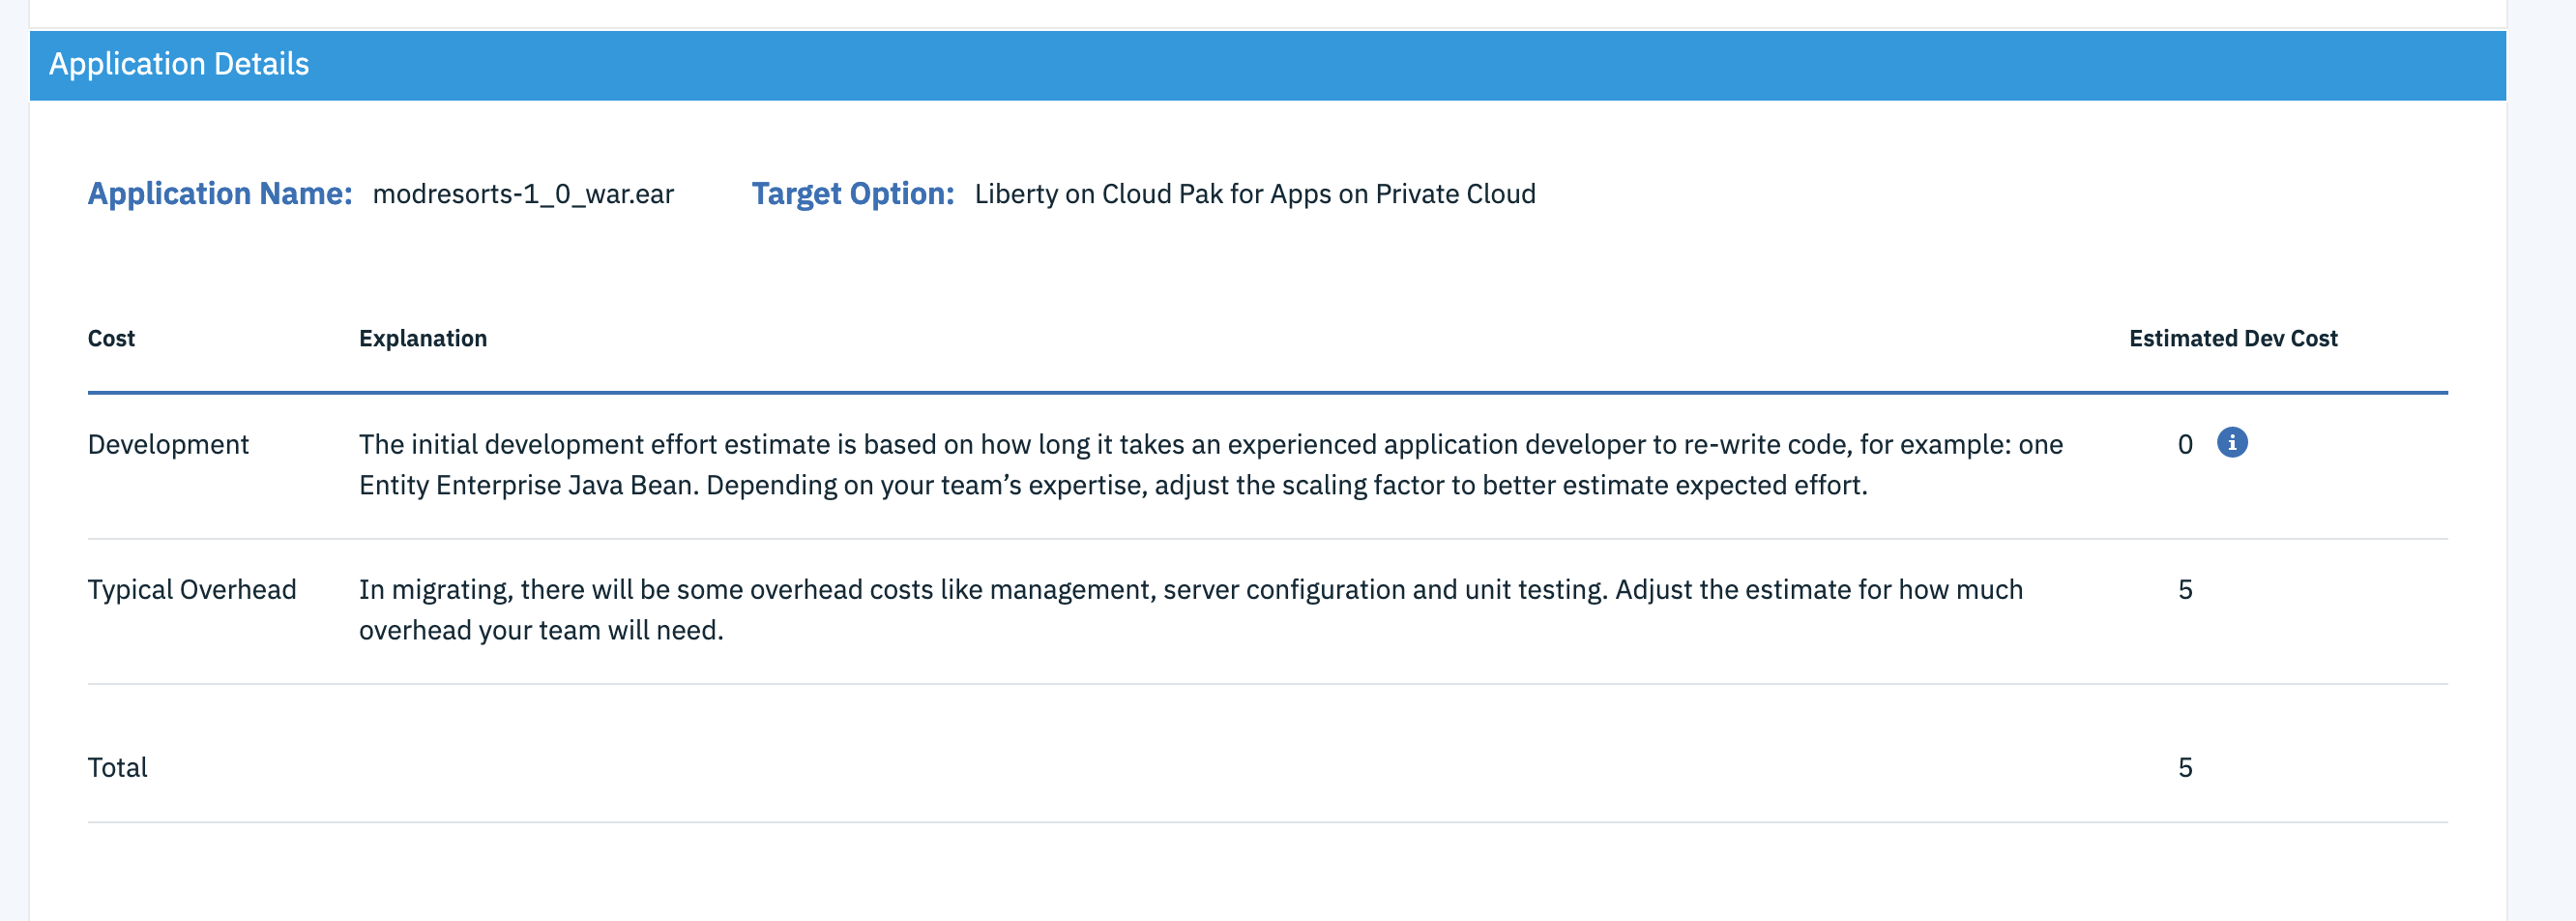 Application Details
Application Name: modresorts-1_0_war.ear Target Option: Liberty on Cloud Pak for Apps on Private Cloud
Cost Explanation Estimated Dev Cost
Development The initial development effort estimate is based on how long it takes an experienced application developer to re-write code, for example: one 0 i
Entity Enterprise Java Bean. Depending on your team’s expertise, adjust the scaling factor to better estimate expected effort.
Typical Overhead In migrating, there will be some overhead costs like management, server configuration and unit testing. Adjust the estimate for how much 5
overhead your team will need.
Total 5